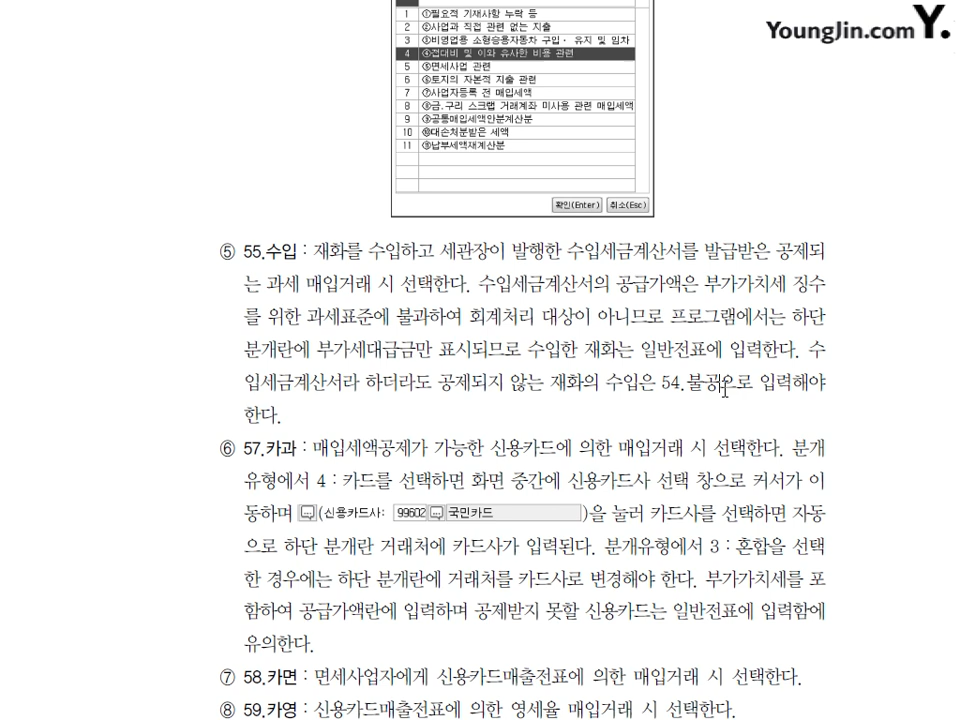 YoungJin.com Y.
1 ①필요적 기재사항 누락 등
2 ②사업과 직접 관련 없는 지출
3 ③비영업용 소형승용자동차 구입· 유지 및 임차
4 ④접대비 및 이와 유사한 비용 관련
5 ⑤면세사업 관련
6 ⑥토지의 자본적 지출 관련
7 ⑦사업자등록 전 매입세액
8 ⑧금.구리 스크랩 거래계좌 미사용 관련 매입세액
9 ⑨공통매입세액안분계산분
10 ⑩대손처분받은 세액
11 ⑪납부세액재계산분
확인(Enter) 취소(Esc)
⑤ 55.수입 : 재화를 수입하고 세관장이 발행한 수입세금계산서를 발급받은 공제되
는 과세 매입거래 시 선택한다. 수입세금계산서의 공급가액은 부가가치세 징수
를 위한 과세표준에 불과하여 회계처리 대상이 아니므로 프로그램에서는 하단
분개란에 부가세대급금만 표시되므로 수입한 재화는 일반전표에 입력한다. 수
입세금계산서라 하더라도 공제되지 않는 재화의 수입은 54.불공으로 입력해야
한다.
⑥ 57.카과 : 매입세액공제가 가능한 신용카드에 의한 매입거래 시 선택한다. 분개
유형에서 4 : 카드를 선택하면 화면 중간에 신용카드사 선택 창으로 커서가 이
동하며 (신용카드사: 99602 국민카드 )을 눌러 카드사를 선택하면 자동
으로 하단 분개란 거래처에 카드사가 입력된다. 분개유형에서 3 : 혼합을 선택
한 경우에는 하단 분개란에 거래처를 카드사로 변경해야 한다. 부가가치세를 포
함하여 공급가액란에 입력하며 공제받지 못할 신용카드는 일반전표에 입력함에
유의한다.
⑦ 58.카면 : 면세사업자에게 신용카드매출전표에 의한 매입거래 시 선택한다.
⑧ 59.카영 : 신용카드매출전표에 의한 영세율 매입거래 시 선택한다.